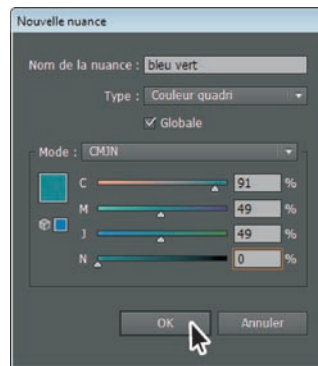 Nouvelle nuance
Nom de la nuance : bleu vert
Type : Couleur quadri
Globale
Mode : CMJN
C 91 %
M 49 %
J 49 %
N 0 %
OK Annuler